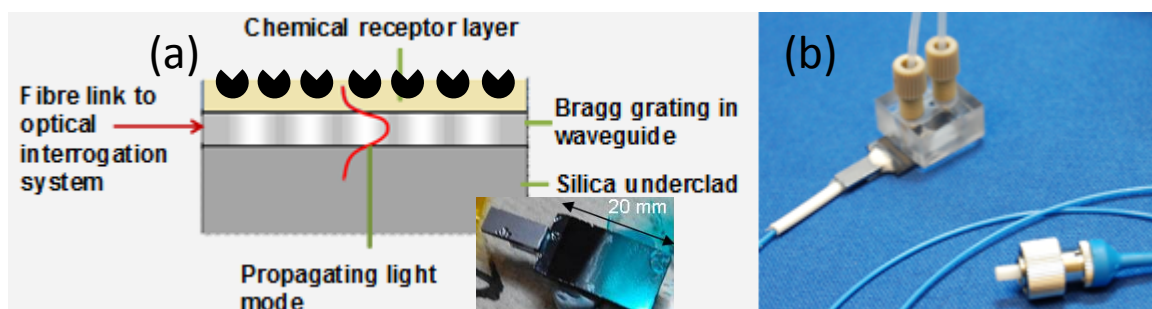 (a)
Chemical receptor layer
Fibre link to
optical
interrogation
system
Bragg grating in
waveguide
Silica underclad
20 mm
Propagating light
mode
(b)